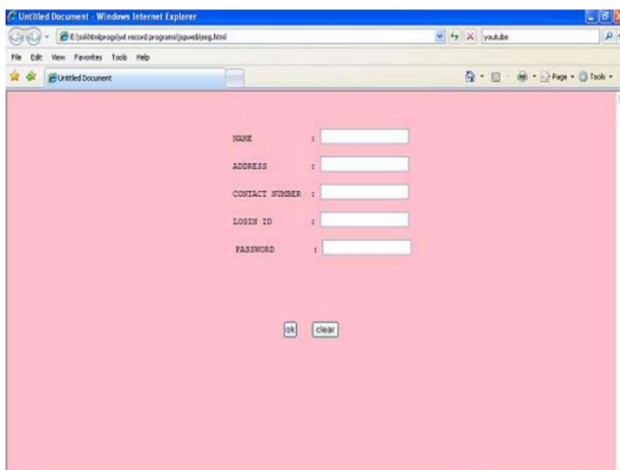 Untitled Document - Windows Internet Explorer
youtube
File Edit View Favorites Tools Help
Untitled Document
Page Tools
NAME :
ADDRESS :
CONTACT NUMBER :
LOGIN ID :
PASSWORD :
ok clear